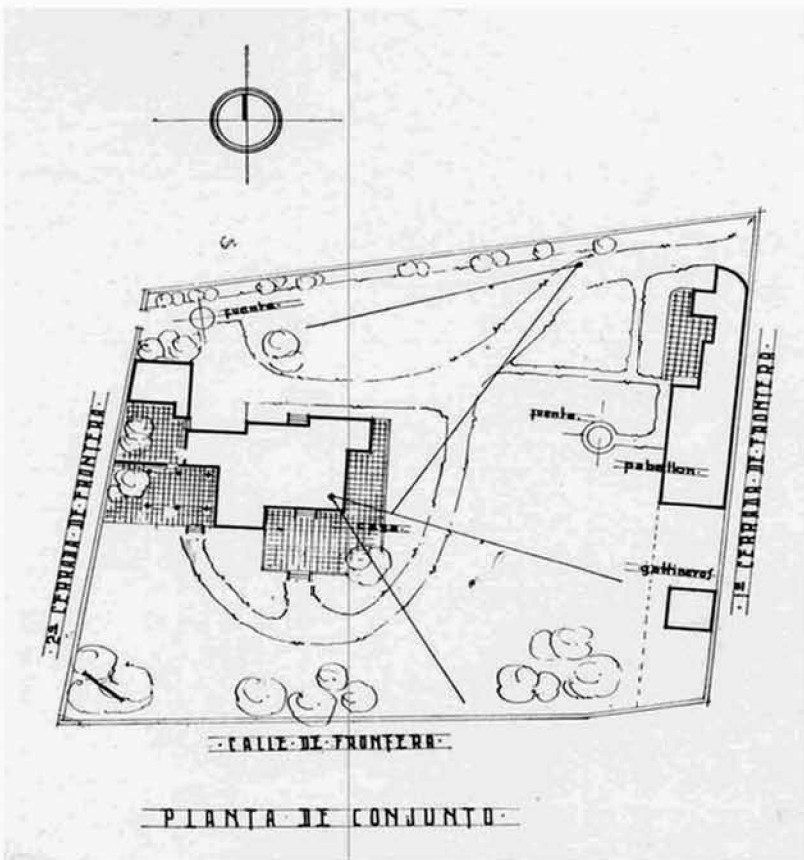 fuente.
fuente.
pabellon
casa.
gallineros
2ª CERRADA DE FRONTERA
1ª CERRADA DE FRONTERA
·CALLE·DE·FRONTERA·
PLANTA DE CONJUNTO·